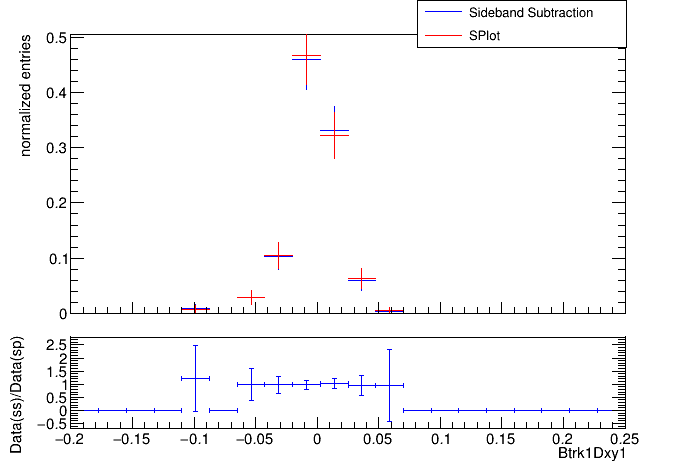 Sideband Subtraction
SPlot
normalized entries
0.5
0.4
0.3
0.2
0.1
0
Data(ss)/Data(sp)
2.5
2
1.5
1
0.5
0
−0.5
−0.2 −0.15 −0.1 −0.05 0 0.05 0.1 0.15 0.2 0.25
Btrk1Dxy1